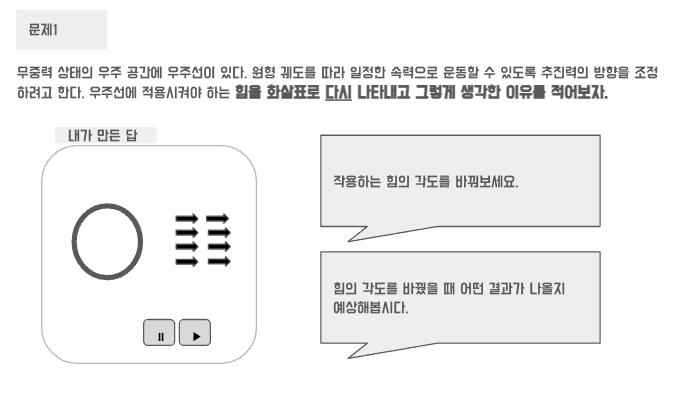 문제1
무중력 상태의 우주 공간에 우주선이 있다. 원형 궤도를 따라 일정한 속력으로 운동할 수 있도록 추진력의 방향을 조정
하려고 한다. 우주선에 적용시켜야 하는 힘을 화살표로 다시 나타내고 그렇게 생각한 이유를 적어보자.
내가 만든 답
작용하는 힘의 각도를 바꿔보세요.
힘의 각도를 바꿨을 때 어떤 결과가 나올지
예상해봅시다.